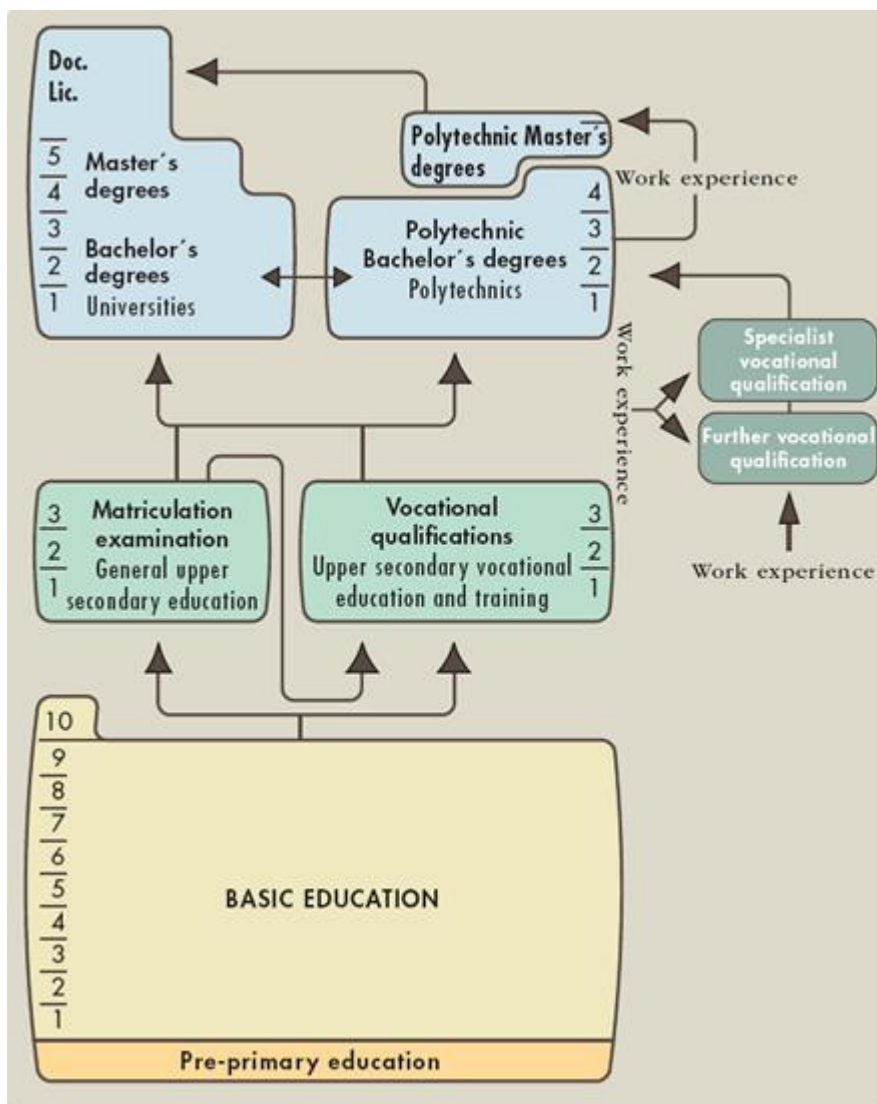 Doc.
Lic.
5
4
3
2
1
Master´s
degrees
Bachelor´s
degrees
Universities
Polytechnic Master´s
degrees
Work experience
Polytechnic
Bachelor´s degrees
Polytechnics
4
3
2
1
Work experience
Specialist
vocational
qualification
Further vocational
qualification
Work experience
3
2
1
Matriculation
examination
General upper
secondary education
Vocational
qualifications
Upper secondary vocational
education and training
3
2
1
10
9
8
7
6
5
4
3
2
1
BASIC EDUCATION
Pre-primary education